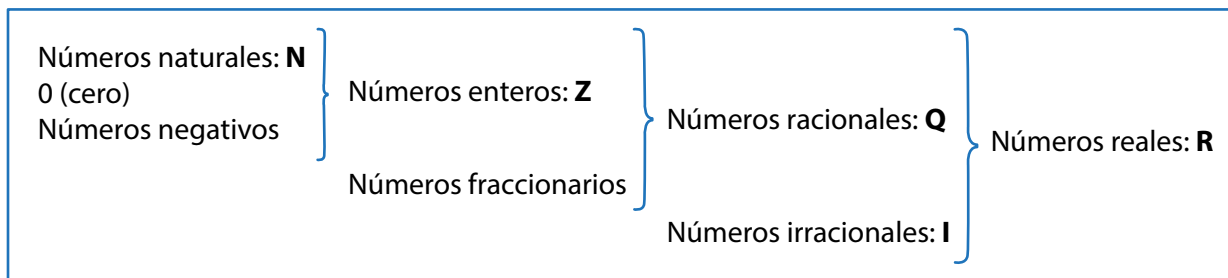 Números naturales: N
0 (cero)
Números negativos
Números enteros: Z
Números fraccionarios
Números racionales: Q
Números irracionales: I
Números reales: R